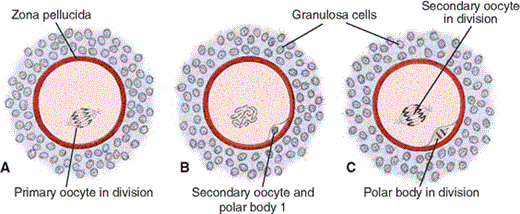 Zona pellucida
Granulosa cells
Secondary oocyte
in division
A
B
C
Primary oocyte in division
Secondary oocyte and
polar body 1
Polar body in division